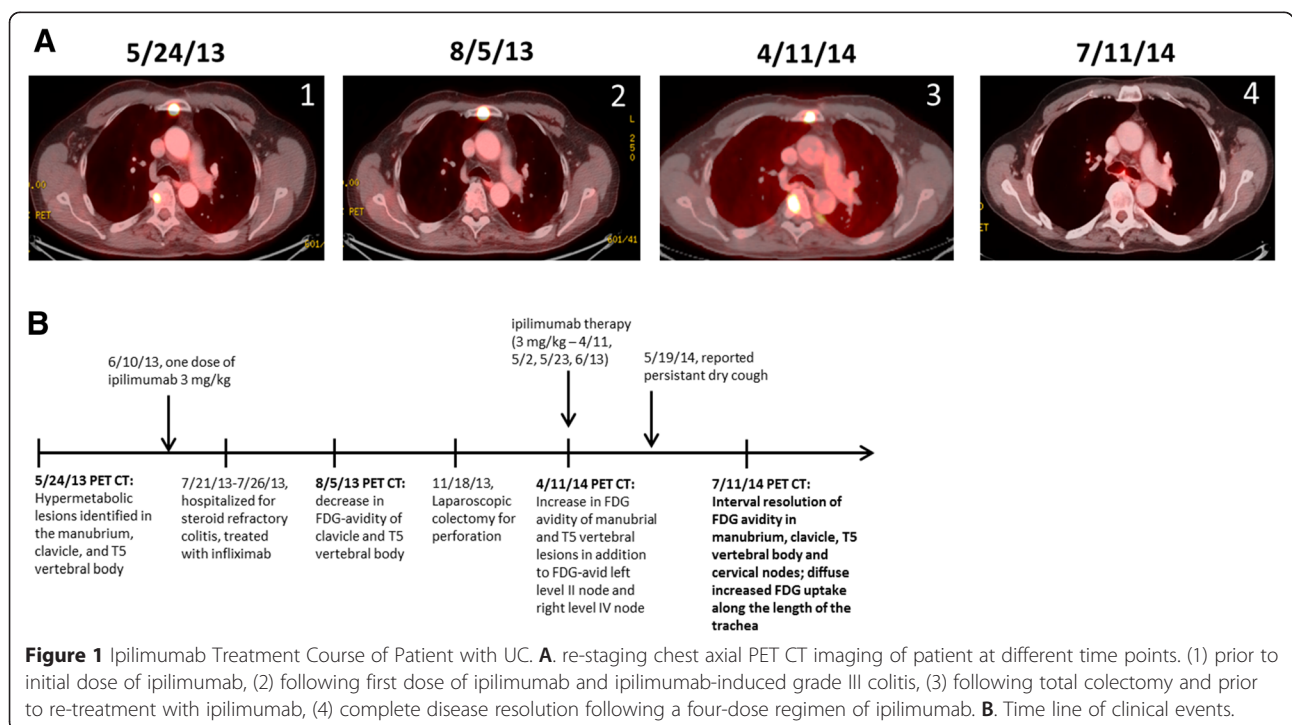 A
5/24/13
8/5/13
4/11/14
7/11/14
1
2
3
4
L
2
5
0
PET
PET
601/41
B
6/10/13, one dose of
ipilimumab 3 mg/kg
ipilimumab therapy
(3 mg/kg – 4/11,
5/2, 5/23, 6/13)
5/19/14, reported
persistant dry cough
5/24/13 PET CT:
Hypermetabolic
lesions identified in
the manubrium,
clavicle, and T5
vertebral body
7/21/13-7/26/13,
hospitalized for
steroid refractory
colitis, treated
with infliximab
8/5/13 PET CT:
decrease in
FDG-avidity of
clavicle and T5
vertebral body
11/18/13,
Laparoscopic
colectomy for
perforation
4/11/14 PET CT:
Increase in FDG
avidity of manubrial
and T5 vertebral
lesions in addition
to FDG-avid left
level II node and
right level IV node
7/11/14 PET CT:
Interval resolution of
FDG avidity in
manubrium, clavicle, T5
vertebral body and
cervical nodes; diffuse
increased FDG uptake
along the length of the
trachea
Figure 1 Ipilimumab Treatment Course of Patient with UC. A. re-staging chest axial PET CT imaging of patient at different time points. (1) prior to
initial dose of ipilimumab, (2) following first dose of ipilimumab and ipilimumab-induced grade III colitis, (3) following total colectomy and prior
to re-treatment with ipilimumab, (4) complete disease resolution following a four-dose regimen of ipilimumab. B. Time line of clinical events.